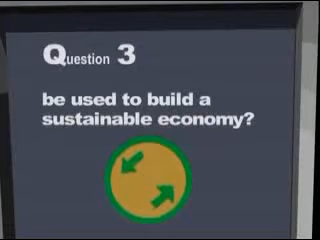 Question 3
be used to build a
sustainable economy?